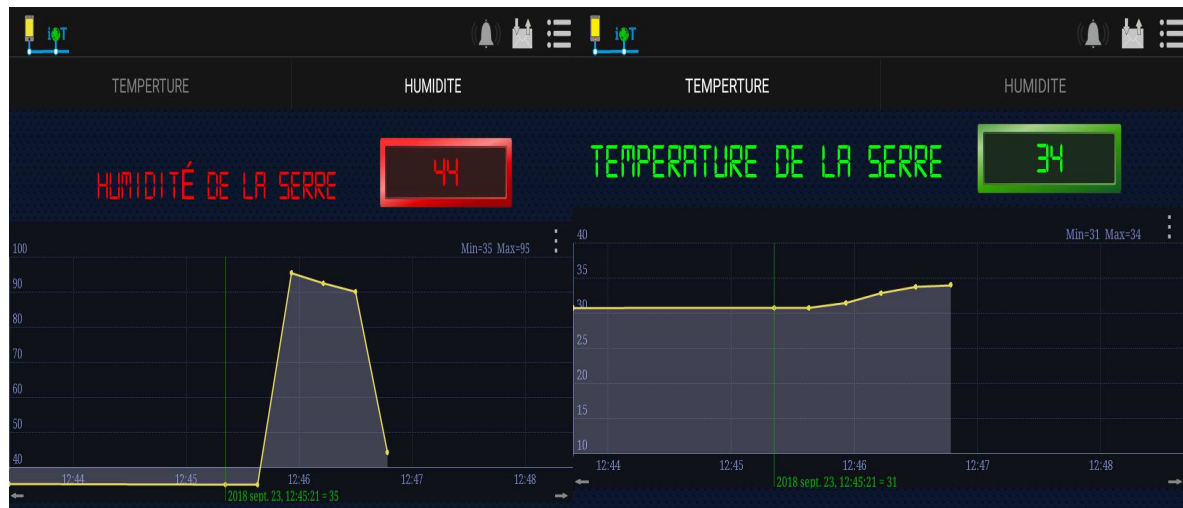 iOT
TEMPERTURE HUMIDITE
HUMIDITÉ DE LA SERRE 44
Min=35 Max=95
100
90
80
70
60
50
40
12:44 12:45 12:46 12:47 12:48
2018 sept. 23, 12:45:21 = 35
iOT
TEMPERTURE HUMIDITE
TEMPERATURE DE LA SERRE 34
Min=31 Max=34
40
35
30
25
20
15
10
12:44 12:45 12:46 12:47 12:48
2018 sept. 23, 12:45:21 = 31